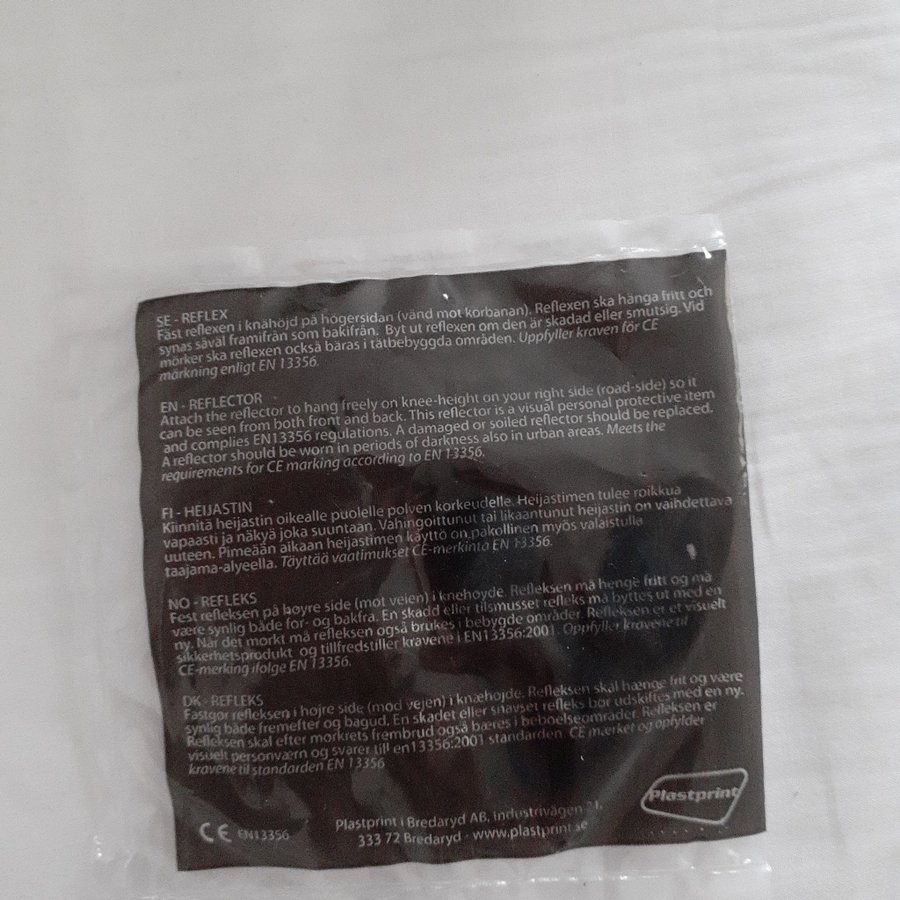 SE - REFLEX
Fäst reflexen i knähöjd på högersidan (vänd mot körbanan). Reflexen ska hänga fritt och
synas såväl framifrån som bakifrån. Byt ut reflexen om den är skadad eller smutsig. Vid
mörker ska reflexen också bäras i tätbebyggda områden. Uppfyller kraven för CE
märkning enligt EN 13356.
EN - REFLECTOR
Attach the reflector to hang freely on knee-height on your right side (road-side) so it
can be seen from both front and back. This reflector is a visual personal protective item
and complies EN13356 regulations. A damaged or soiled reflector should be replaced.
A reflector should be worn in periods of darkness also in urban areas. Meets the
requirements for CE marking according to EN 13356.
FI - HEIJASTIN
Kiinnitä heijastin oikealle puolelle polven korkeudelle. Heijastimen tulee roikkua
vapaasti ja näkyä joka suuntaan. Vahingoittunut tai likaantunut heijastin on vaihdettava
uuteen. Pimeään aikaan heijastimen käyttö on pakollinen myös valaistulla
taajama-alyeella. Täyttää vaatimukset CE-merkintä EN 13356.
NO - REFLEKS
Fest refleksen på høyre side (mot veien) i knehøyde. Refleksen må henge fritt og må
være synlig både for- og bakfra. En skadd eller tilsmusset refleks må byttes ut med en
ny. Når det morkt må refleksen også brukes i bebygde områder. Refleksen er et visuelt
sikkerhetsprodukt og tillfredstiller kravene i EN13356:2001. Oppfyller kravene til
CE-merking ifolge EN 13356.
DK - REFLEKS
Fastgør refleksen i højre side (mod vejen) i knæhøjde. Refleksen skal hænge frit og være
synlig både fremefter og bagud. En skadet eller snavset refleks bør udskiftes med en ny.
Refleksen skal efter mørkrets frembrud også bæres i beboelseområder. Refleksen er
visuelt personværn og svarer till en13356:2001 standarden. CE mærket og opfylder
kravene til standarden EN 13356
CE EN13356
Plastprint i Bredaryd AB, industrivägen
333 72 Bredaryd - www.plastprint.se
Plastprint